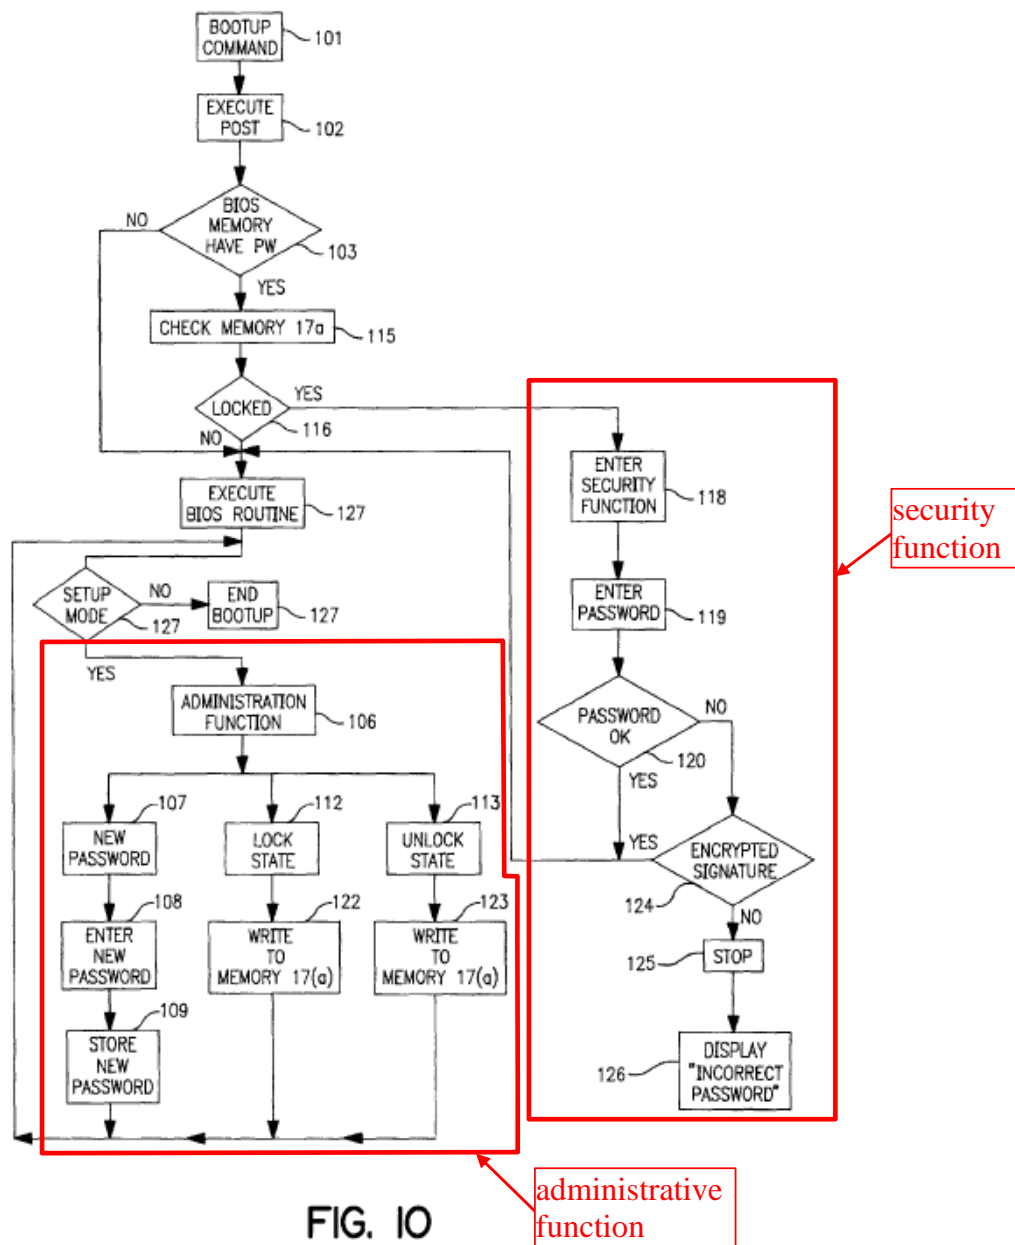 BOOTUP
COMMAND
101
EXECUTE
POST
102
BIOS
MEMORY
HAVE PW
103
NO
YES
CHECK MEMORY 17a
115
LOCKED
116
YES
NO
EXECUTE
BIOS ROUTINE
127
SETUP
MODE
127
NO
END
BOOTUP
127
YES
ADMINISTRATION
FUNCTION
106
107
NEW
PASSWORD
108
ENTER
NEW
PASSWORD
109
STORE
NEW
PASSWORD
112
LOCK
STATE
122
WRITE
TO
MEMORY 17(a)
113
UNLOCK
STATE
123
WRITE
TO
MEMORY 17(a)
ENTER
SECURITY
FUNCTION
118
ENTER
PASSWORD
119
PASSWORD
OK
120
NO
YES
YES
ENCRYPTED
SIGNATURE
124
NO
STOP
125
DISPLAY
"INCORRECT
PASSWORD"
126
security
function
administrative
function
FIG. 10